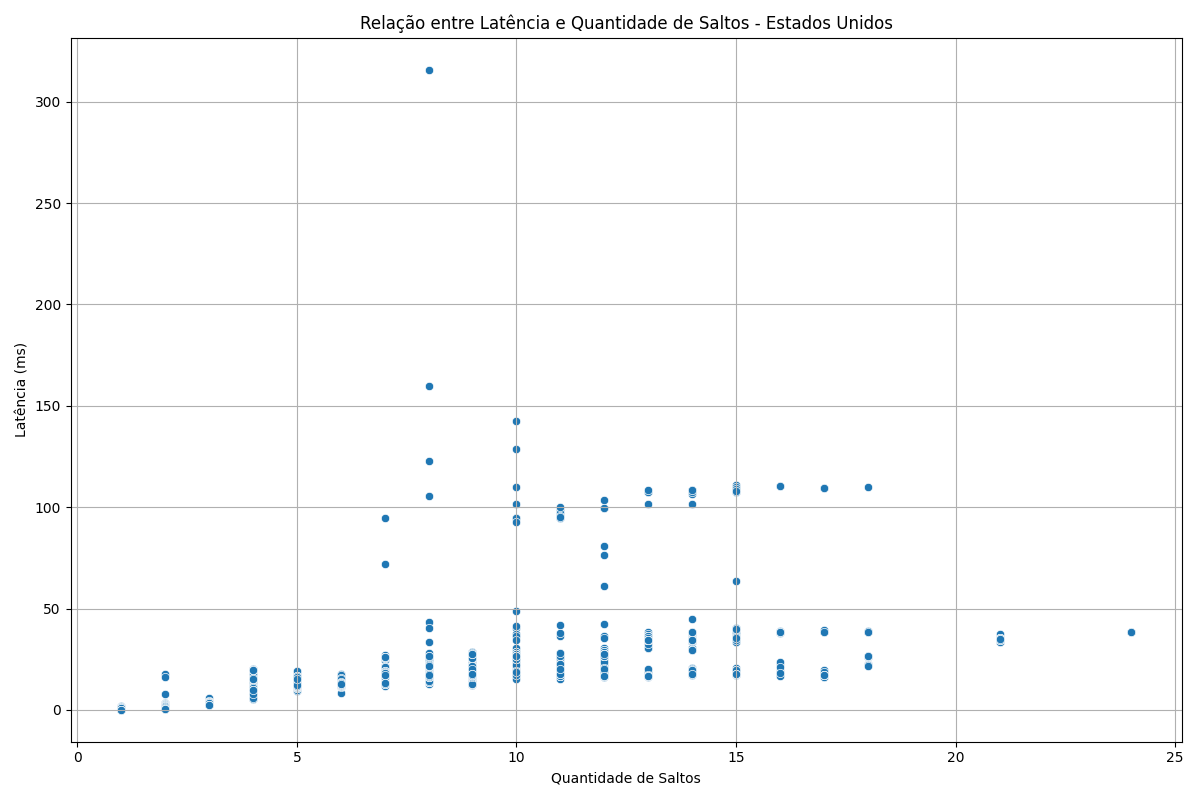 Relação entre Latência e Quantidade de Saltos - Estados Unidos
Latência (ms)
300
250
200
150
100
50
0
0 5 10 15 20 25
Quantidade de Saltos